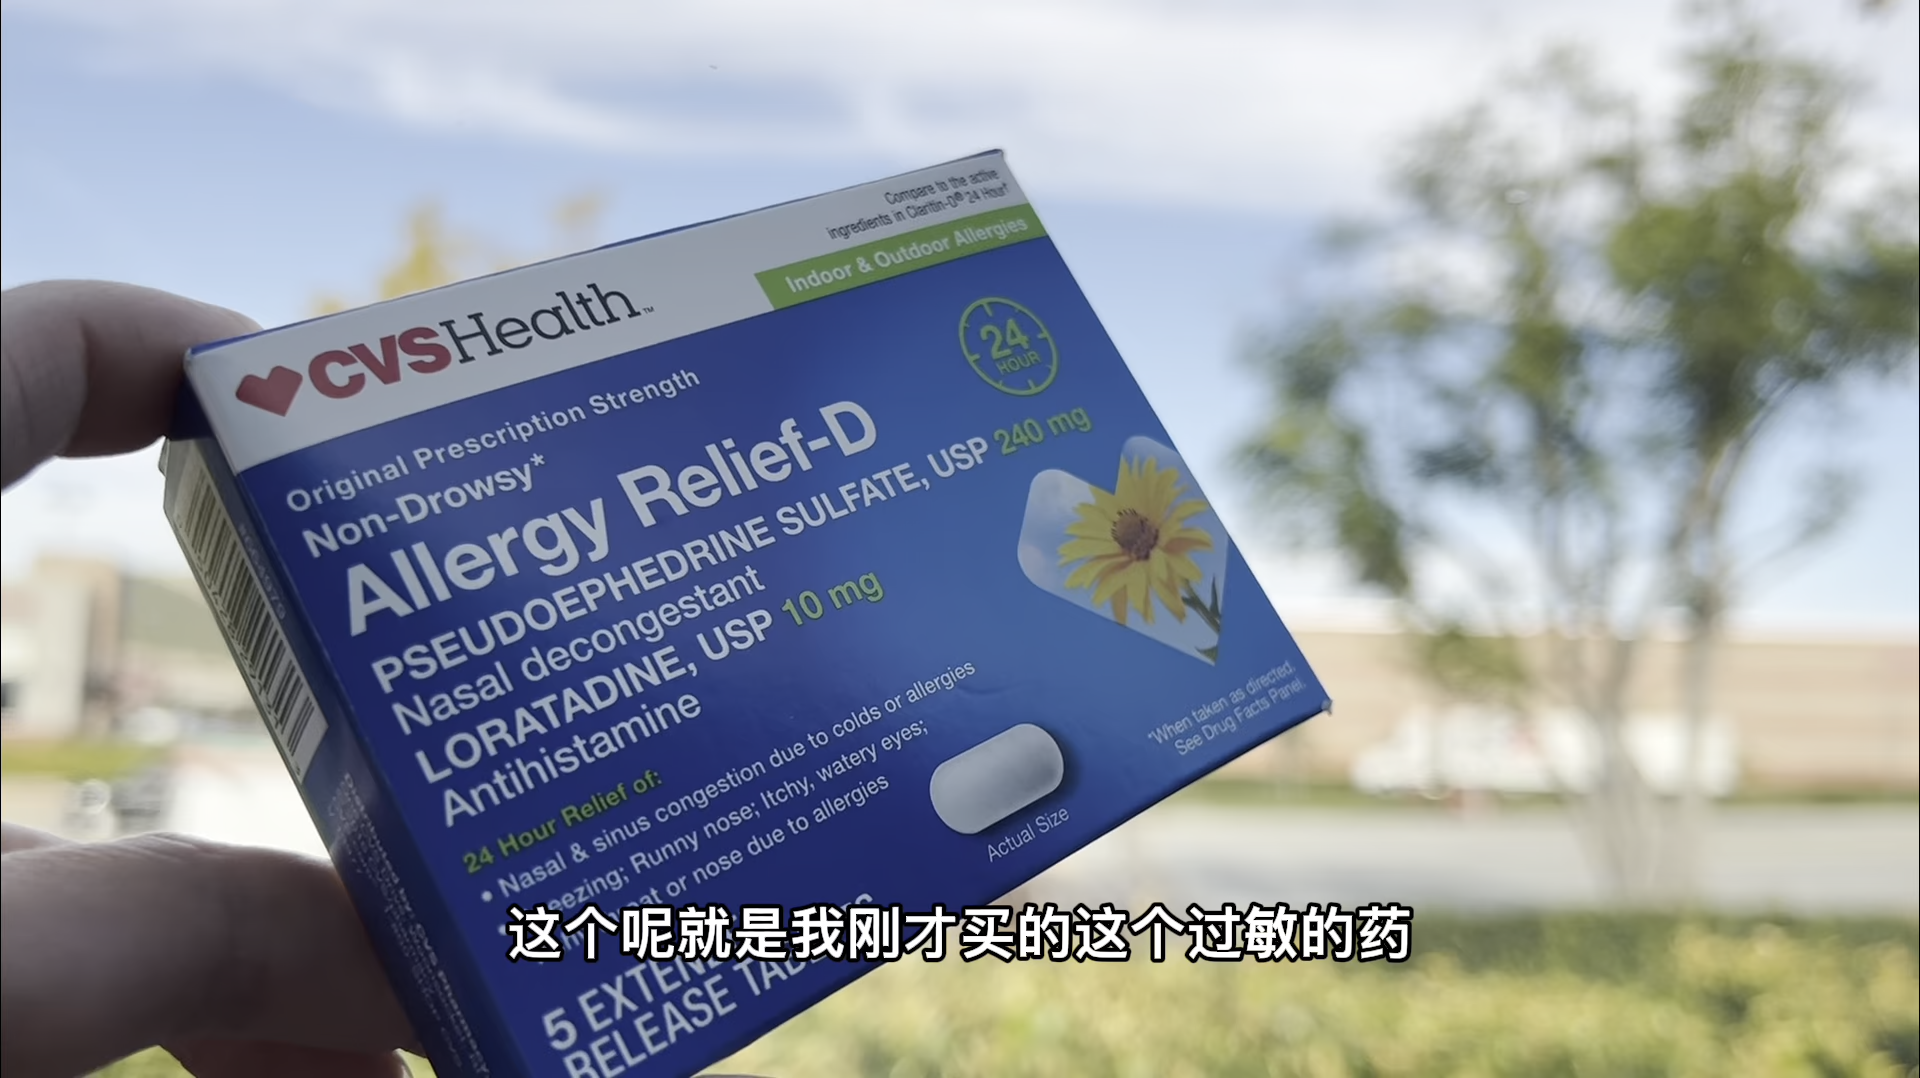 Compare to the active
ingredients in Claritin-D® 24 Hour†
Indoor & Outdoor Allergies
CVSHealth™
Original Prescription Strength
Non-Drowsy*
24
HOUR
Allergy Relief-D
PSEUDOEPHEDRINE SULFATE, USP 240 mg
Nasal decongestant
LORATADINE, USP 10 mg
Antihistamine
24 Hour Relief of:
• Nasal & sinus congestion due to colds or allergies
eezing; Runny nose; Itchy, watery eyes;
or nose due to allergies
Actual Size
*When taken as directed.
See Drug Facts Panel.
这个呢就是我刚才买的这个过敏的药
5
RELEASE